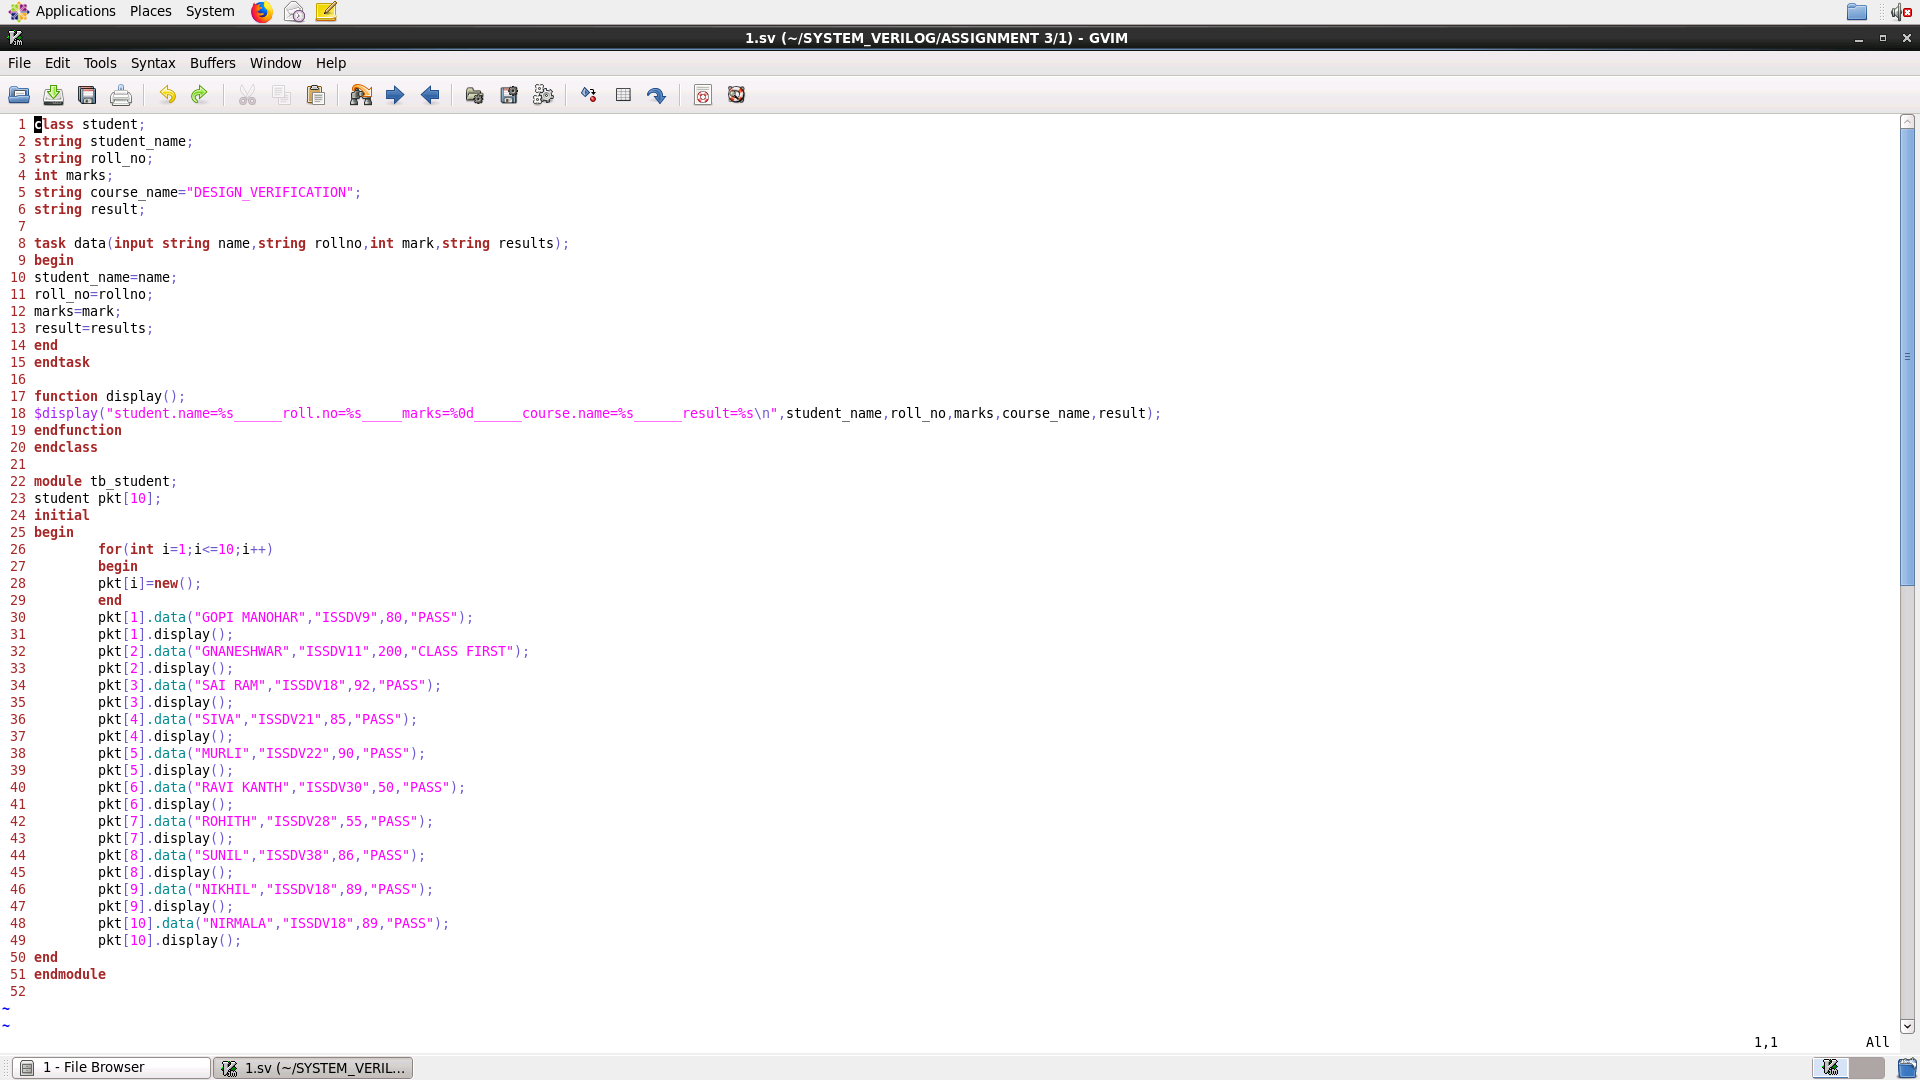 Applications Places System
1.sv (~/SYSTEM_VERILOG/ASSIGNMENT 3/1) - GVIM
File Edit Tools Syntax Buffers Window Help
1 class student;
2 string student_name;
3 string roll_no;
4 int marks;
5 string course_name="DESIGN_VERIFICATION";
6 string result;
7
8 task data(input string name,string rollno,int mark,string results);
9 begin
10 student_name=name;
11 roll_no=rollno;
12 marks=mark;
13 result=results;
14 end
15 endtask
16
17 function display();
18 $display("student.name=%s______roll.no=%s_____marks=%0d______course.name=%s______result=%s\n",student_name,roll_no,marks,course_name,result);
19 endfunction
20 endclass
21
22 module tb_student;
23 student pkt[10];
24 initial
25 begin
26         for(int i=1;i<=10;i++)
27         begin
28         pkt[i]=new();
29         end
30         pkt[1].data("GOPI MANOHAR","ISSDV9",80,"PASS");
31         pkt[1].display();
32         pkt[2].data("GNANESHWAR","ISSDV11",200,"CLASS FIRST");
33         pkt[2].display();
34         pkt[3].data("SAI RAM","ISSDV18",92,"PASS");
35         pkt[3].display();
36         pkt[4].data("SIVA","ISSDV21",85,"PASS");
37         pkt[4].display();
38         pkt[5].data("MURLI","ISSDV22",90,"PASS");
39         pkt[5].display();
40         pkt[6].data("RAVI KANTH","ISSDV30",50,"PASS");
41         pkt[6].display();
42         pkt[7].data("ROHITH","ISSDV28",55,"PASS");
43         pkt[7].display();
44         pkt[8].data("SUNIL","ISSDV38",86,"PASS");
45         pkt[8].display();
46         pkt[9].data("NIKHIL","ISSDV18",89,"PASS");
47         pkt[9].display();
48         pkt[10].data("NIRMALA","ISSDV18",89,"PASS");
49         pkt[10].display();
50 end
51 endmodule
52
~
~
1,1 All
1 - File Browser 1.sv (~/SYSTEM_VERIL...